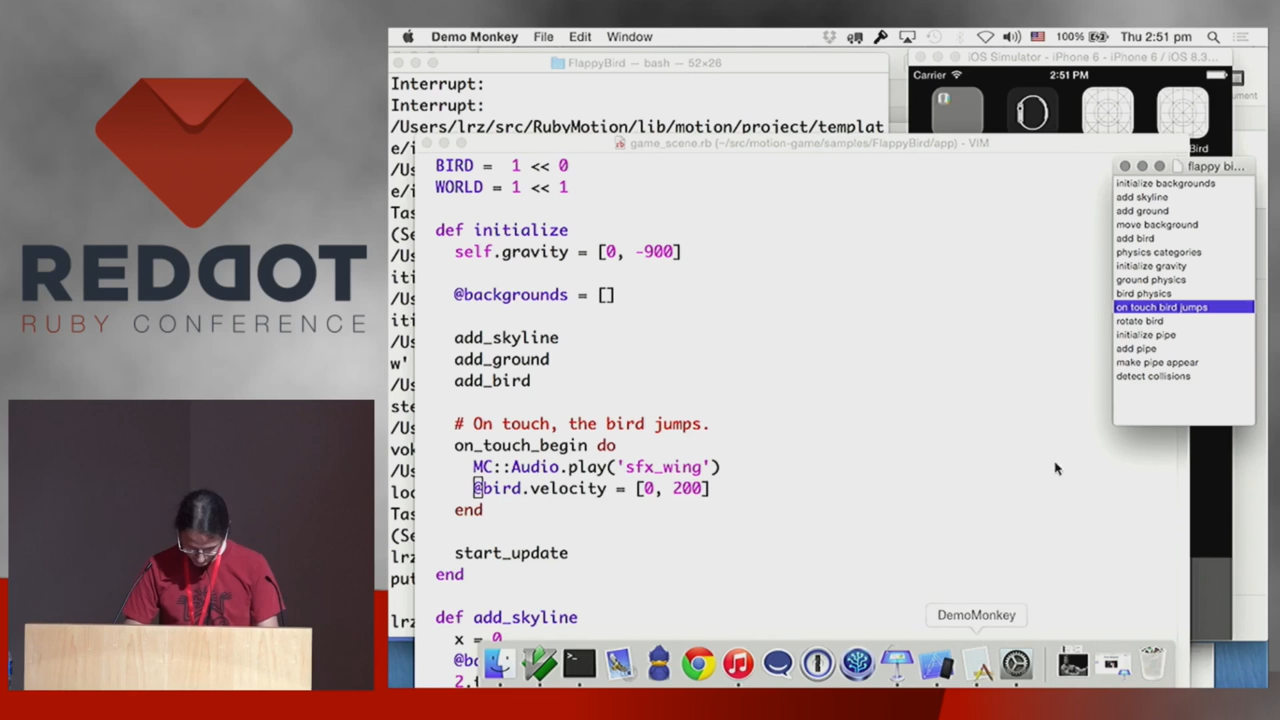 REDDOT
RUBY CONFERENCE
Demo Monkey File Edit Window 100% Thu 2:51 pm
FlappyBird — bash — 52×26
Interrupt:
Interrupt:
/Users/lrz/src/RubyMotion/lib/motion/project/templat
iOS Simulator - iPhone 6 - iPhone 6 / iOS 8.3...
Carrier 2:51 PM
game_scene.rb (~/src/motion-game/samples/FlappyBird/app) - VIM
BIRD = 1 << 0
WORLD = 1 << 1
def initialize
self.gravity = [0, -900]
@backgrounds = []
add_skyline
add_ground
add_bird
# On touch, the bird jumps.
on_touch_begin do
MC::Audio.play('sfx_wing')
@bird.velocity = [0, 200]
end
start_update
end
def add_skyline
x = 0
flappy bi...
initialize backgrounds
add skyline
add ground
move background
add bird
physics categories
initialize gravity
ground physics
bird physics
on touch bird jumps
rotate bird
initialize pipe
add pipe
make pipe appear
detect collisions
DemoMonkey